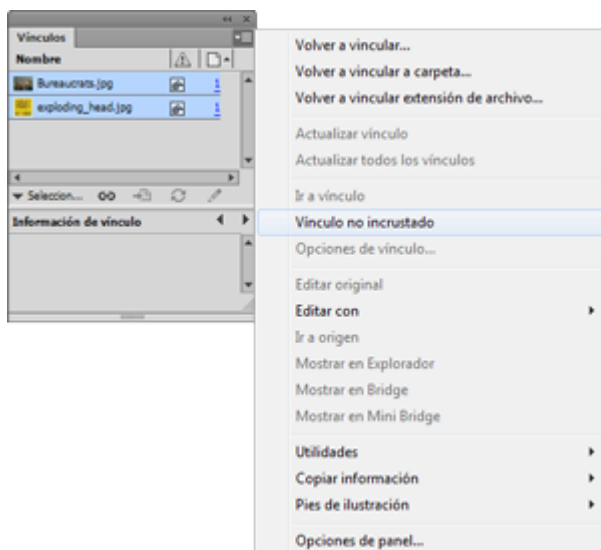 Vínculos
Nombre
Bureaucrats.jpg 1
exploding_head.jpg 1
Seleccion...
Información de vínculo
Volver a vincular...
Volver a vincular a carpeta...
Volver a vincular extensión de archivo...
Actualizar vínculo
Actualizar todos los vínculos
Ir a vínculo
Vínculo no incrustado
Opciones de vínculo...
Editar original
Editar con
Ir a origen
Mostrar en Explorador
Mostrar en Bridge
Mostrar en Mini Bridge
Utilidades
Copiar información
Pies de ilustración
Opciones de panel...